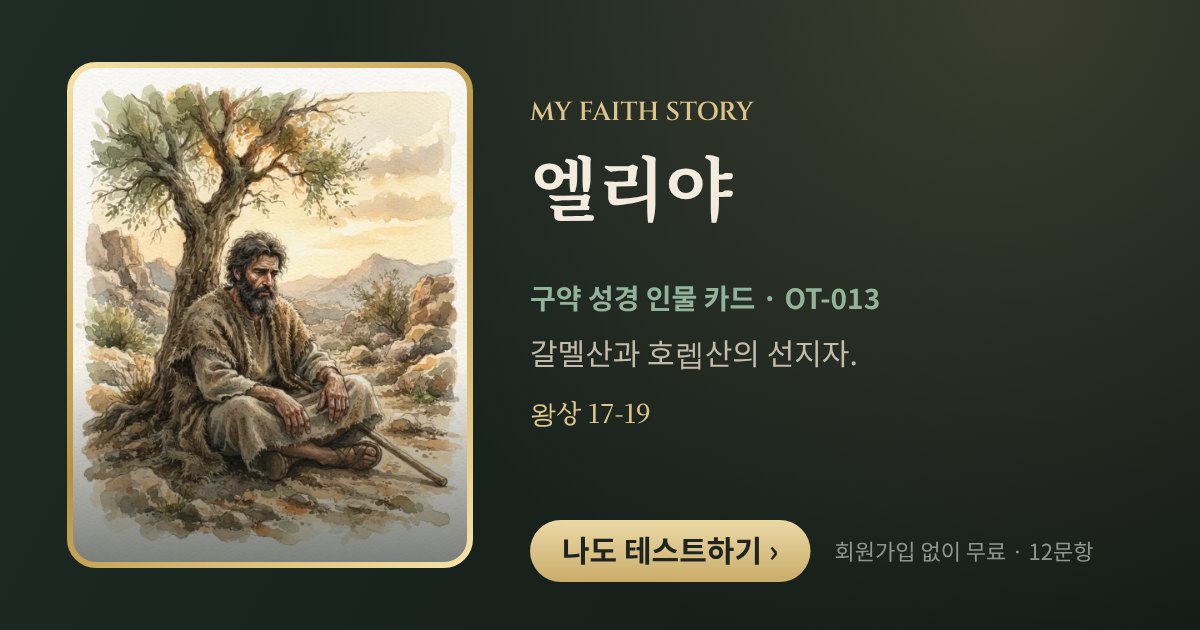 MY FAITH STORY
엘리야
구약 성경 인물 카드 · OT-013
갈멜산과 호렙산의 선지자.
왕상 17-19
나도 테스트하기 ›
회원가입 없이 무료 · 12문항